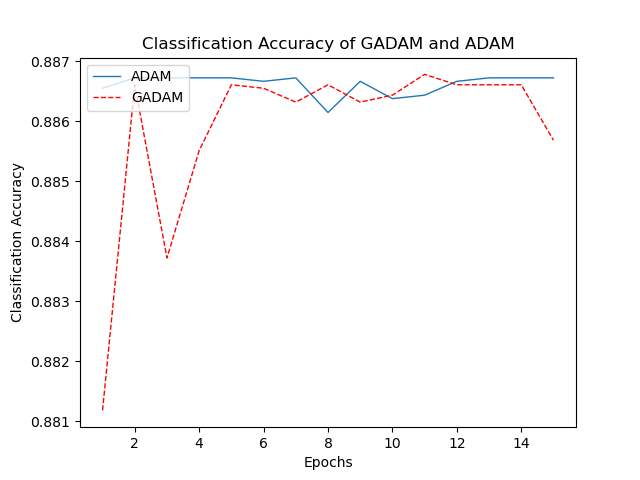 Classification Accuracy of GADAM and ADAM
ADAM
GADAM
Classification Accuracy
0.887
0.886
0.885
0.884
0.883
0.882
0.881
2 4 6 8 10 12 14
Epochs